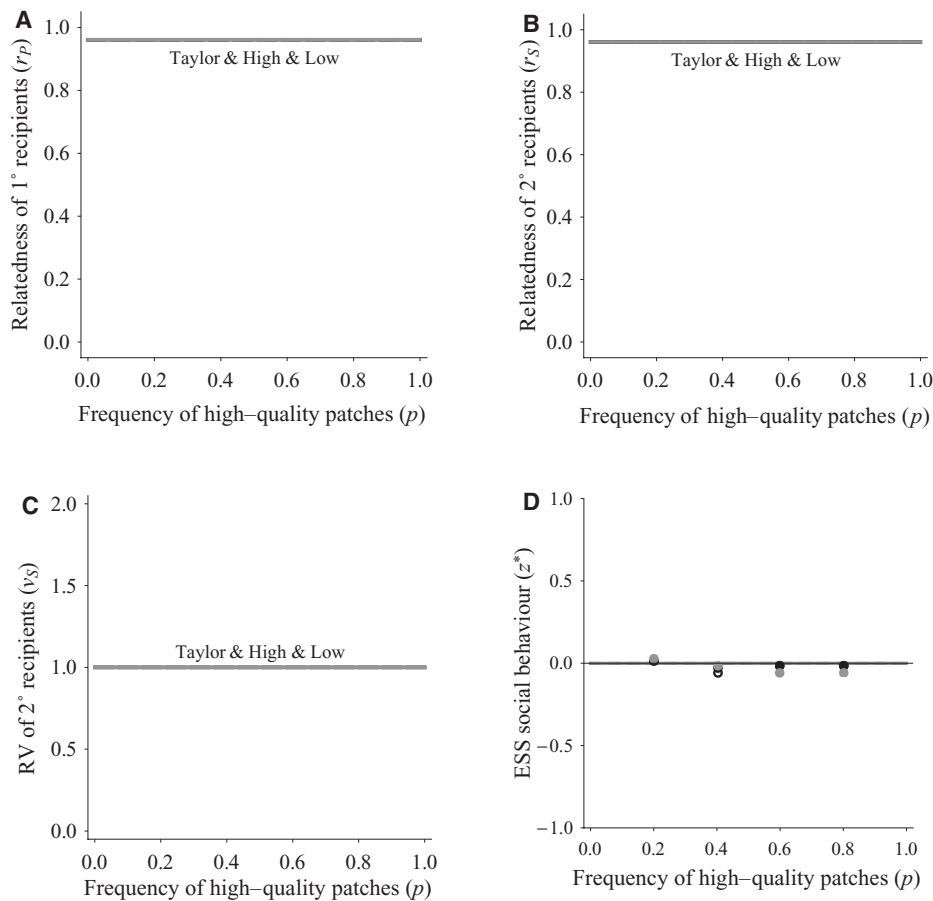 A
Relatedness of 1° recipients (rP)
1.0
0.8
0.6
0.4
0.2
0.0
Taylor & High & Low
0.0 0.2 0.4 0.6 0.8 1.0
Frequency of high–quality patches (p)
B
Relatedness of 2° recipients (rS)
1.0
0.8
0.6
0.4
0.2
0.0
Taylor & High & Low
0.0 0.2 0.4 0.6 0.8 1.0
Frequency of high–quality patches (p)
C
RV of 2° recipients (vS)
2.0
1.5
1.0
0.5
0.0
Taylor & High & Low
0.0 0.2 0.4 0.6 0.8 1.0
Frequency of high–quality patches (p)
D
ESS social behaviour (z*)
1.0
0.5
0.0
−0.5
−1.0
0.0 0.2 0.4 0.6 0.8 1.0
Frequency of high–quality patches (p)